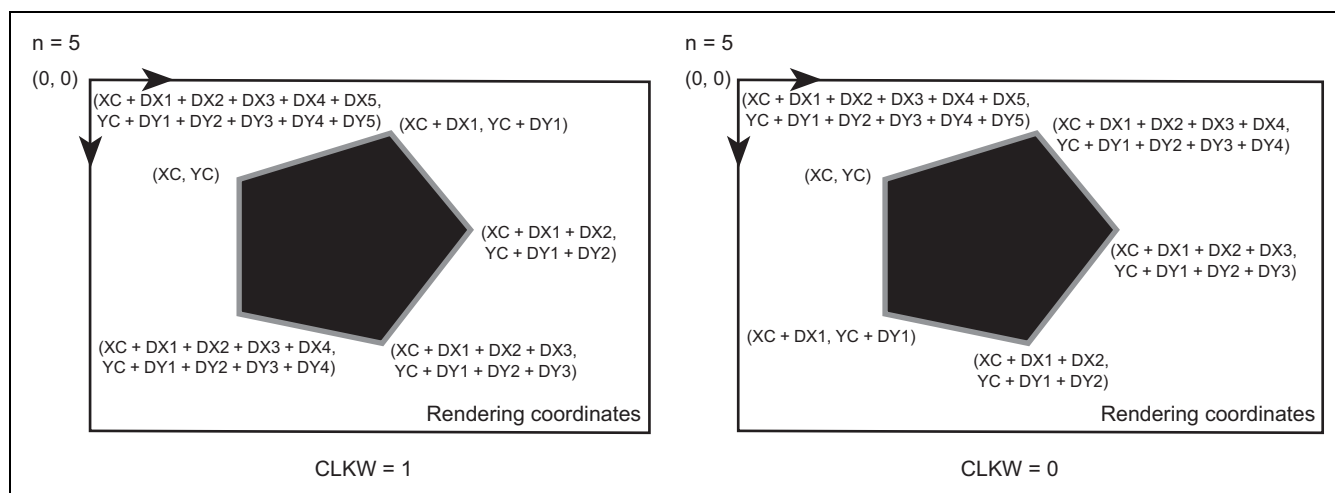 n = 5
(0, 0)
(XC + DX1 + DX2 + DX3 + DX4 + DX5,
YC + DY1 + DY2 + DY3 + DY4 + DY5)
(XC + DX1, YC + DY1)
(XC, YC)
(XC + DX1 + DX2,
YC + DY1 + DY2)
(XC + DX1 + DX2 + DX3 + DX4,
YC + DY1 + DY2 + DY3 + DY4)
(XC + DX1 + DX2 + DX3,
YC + DY1 + DY2 + DY3)
Rendering coordinates
CLKW = 1
n = 5
(0, 0)
(XC + DX1 + DX2 + DX3 + DX4 + DX5,
YC + DY1 + DY2 + DY3 + DY4 + DY5)
(XC + DX1 + DX2 + DX3 + DX4,
YC + DY1 + DY2 + DY3 + DY4)
(XC, YC)
(XC + DX1 + DX2 + DX3,
YC + DY1 + DY2 + DY3)
(XC + DX1, YC + DY1)
(XC + DX1 + DX2,
YC + DY1 + DY2)
Rendering coordinates
CLKW = 0